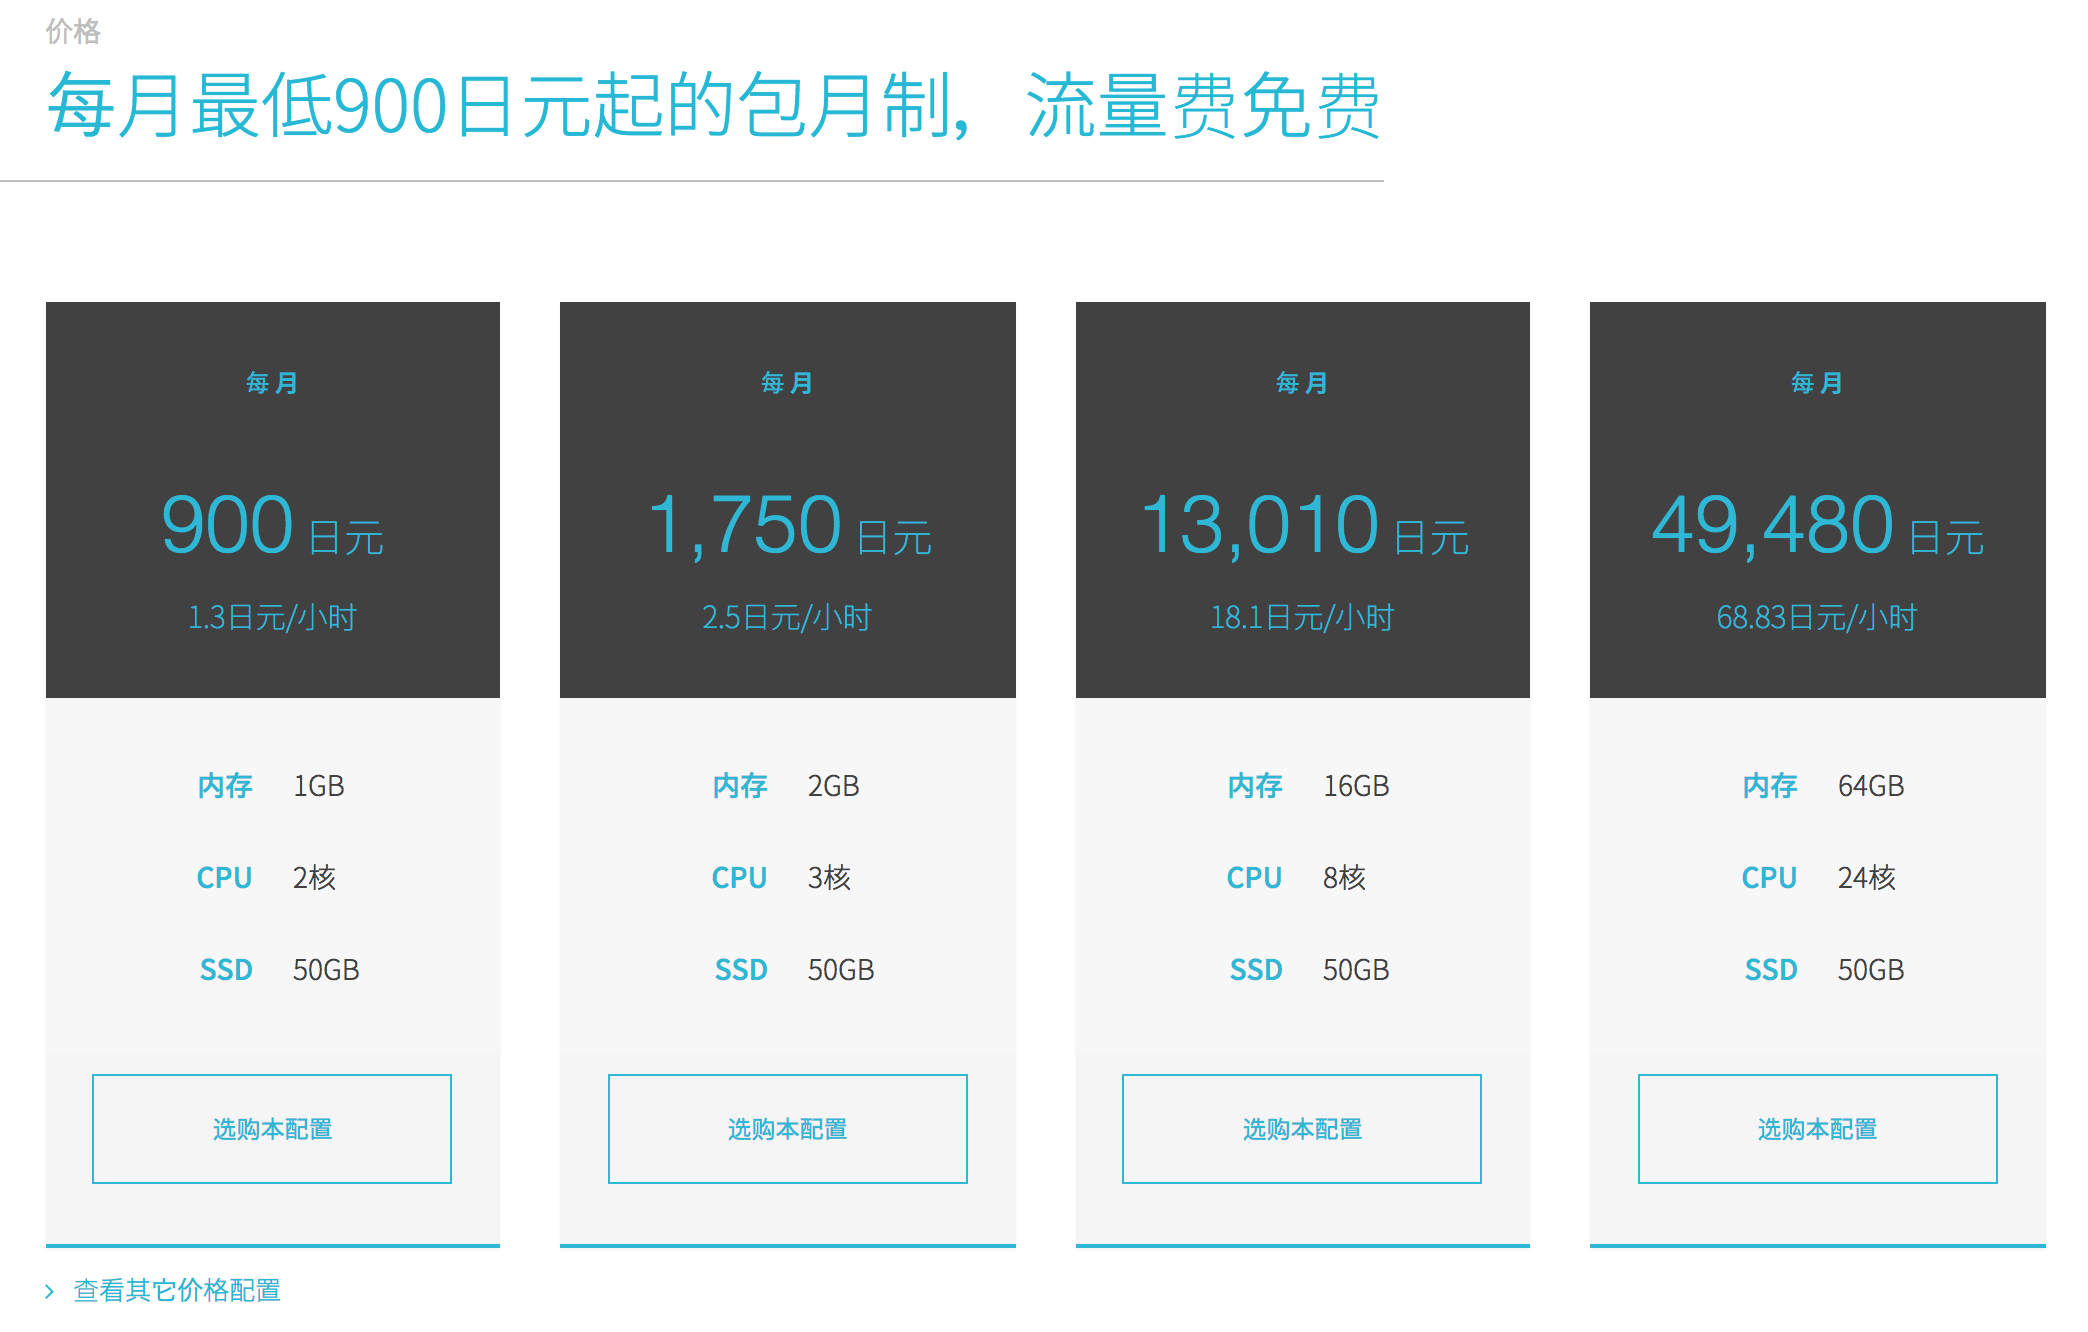 价格
每月最低900日元起的包月制，流量费免费
每月
900 日元
1.3日元/小时
内存 1GB
CPU 2核
SSD 50GB
选购本配置
每月
1,750 日元
2.5日元/小时
内存 2GB
CPU 3核
SSD 50GB
选购本配置
每月
13,010 日元
18.1日元/小时
内存 16GB
CPU 8核
SSD 50GB
选购本配置
每月
49,480 日元
68.83日元/小时
内存 64GB
CPU 24核
SSD 50GB
选购本配置
查看其它价格配置